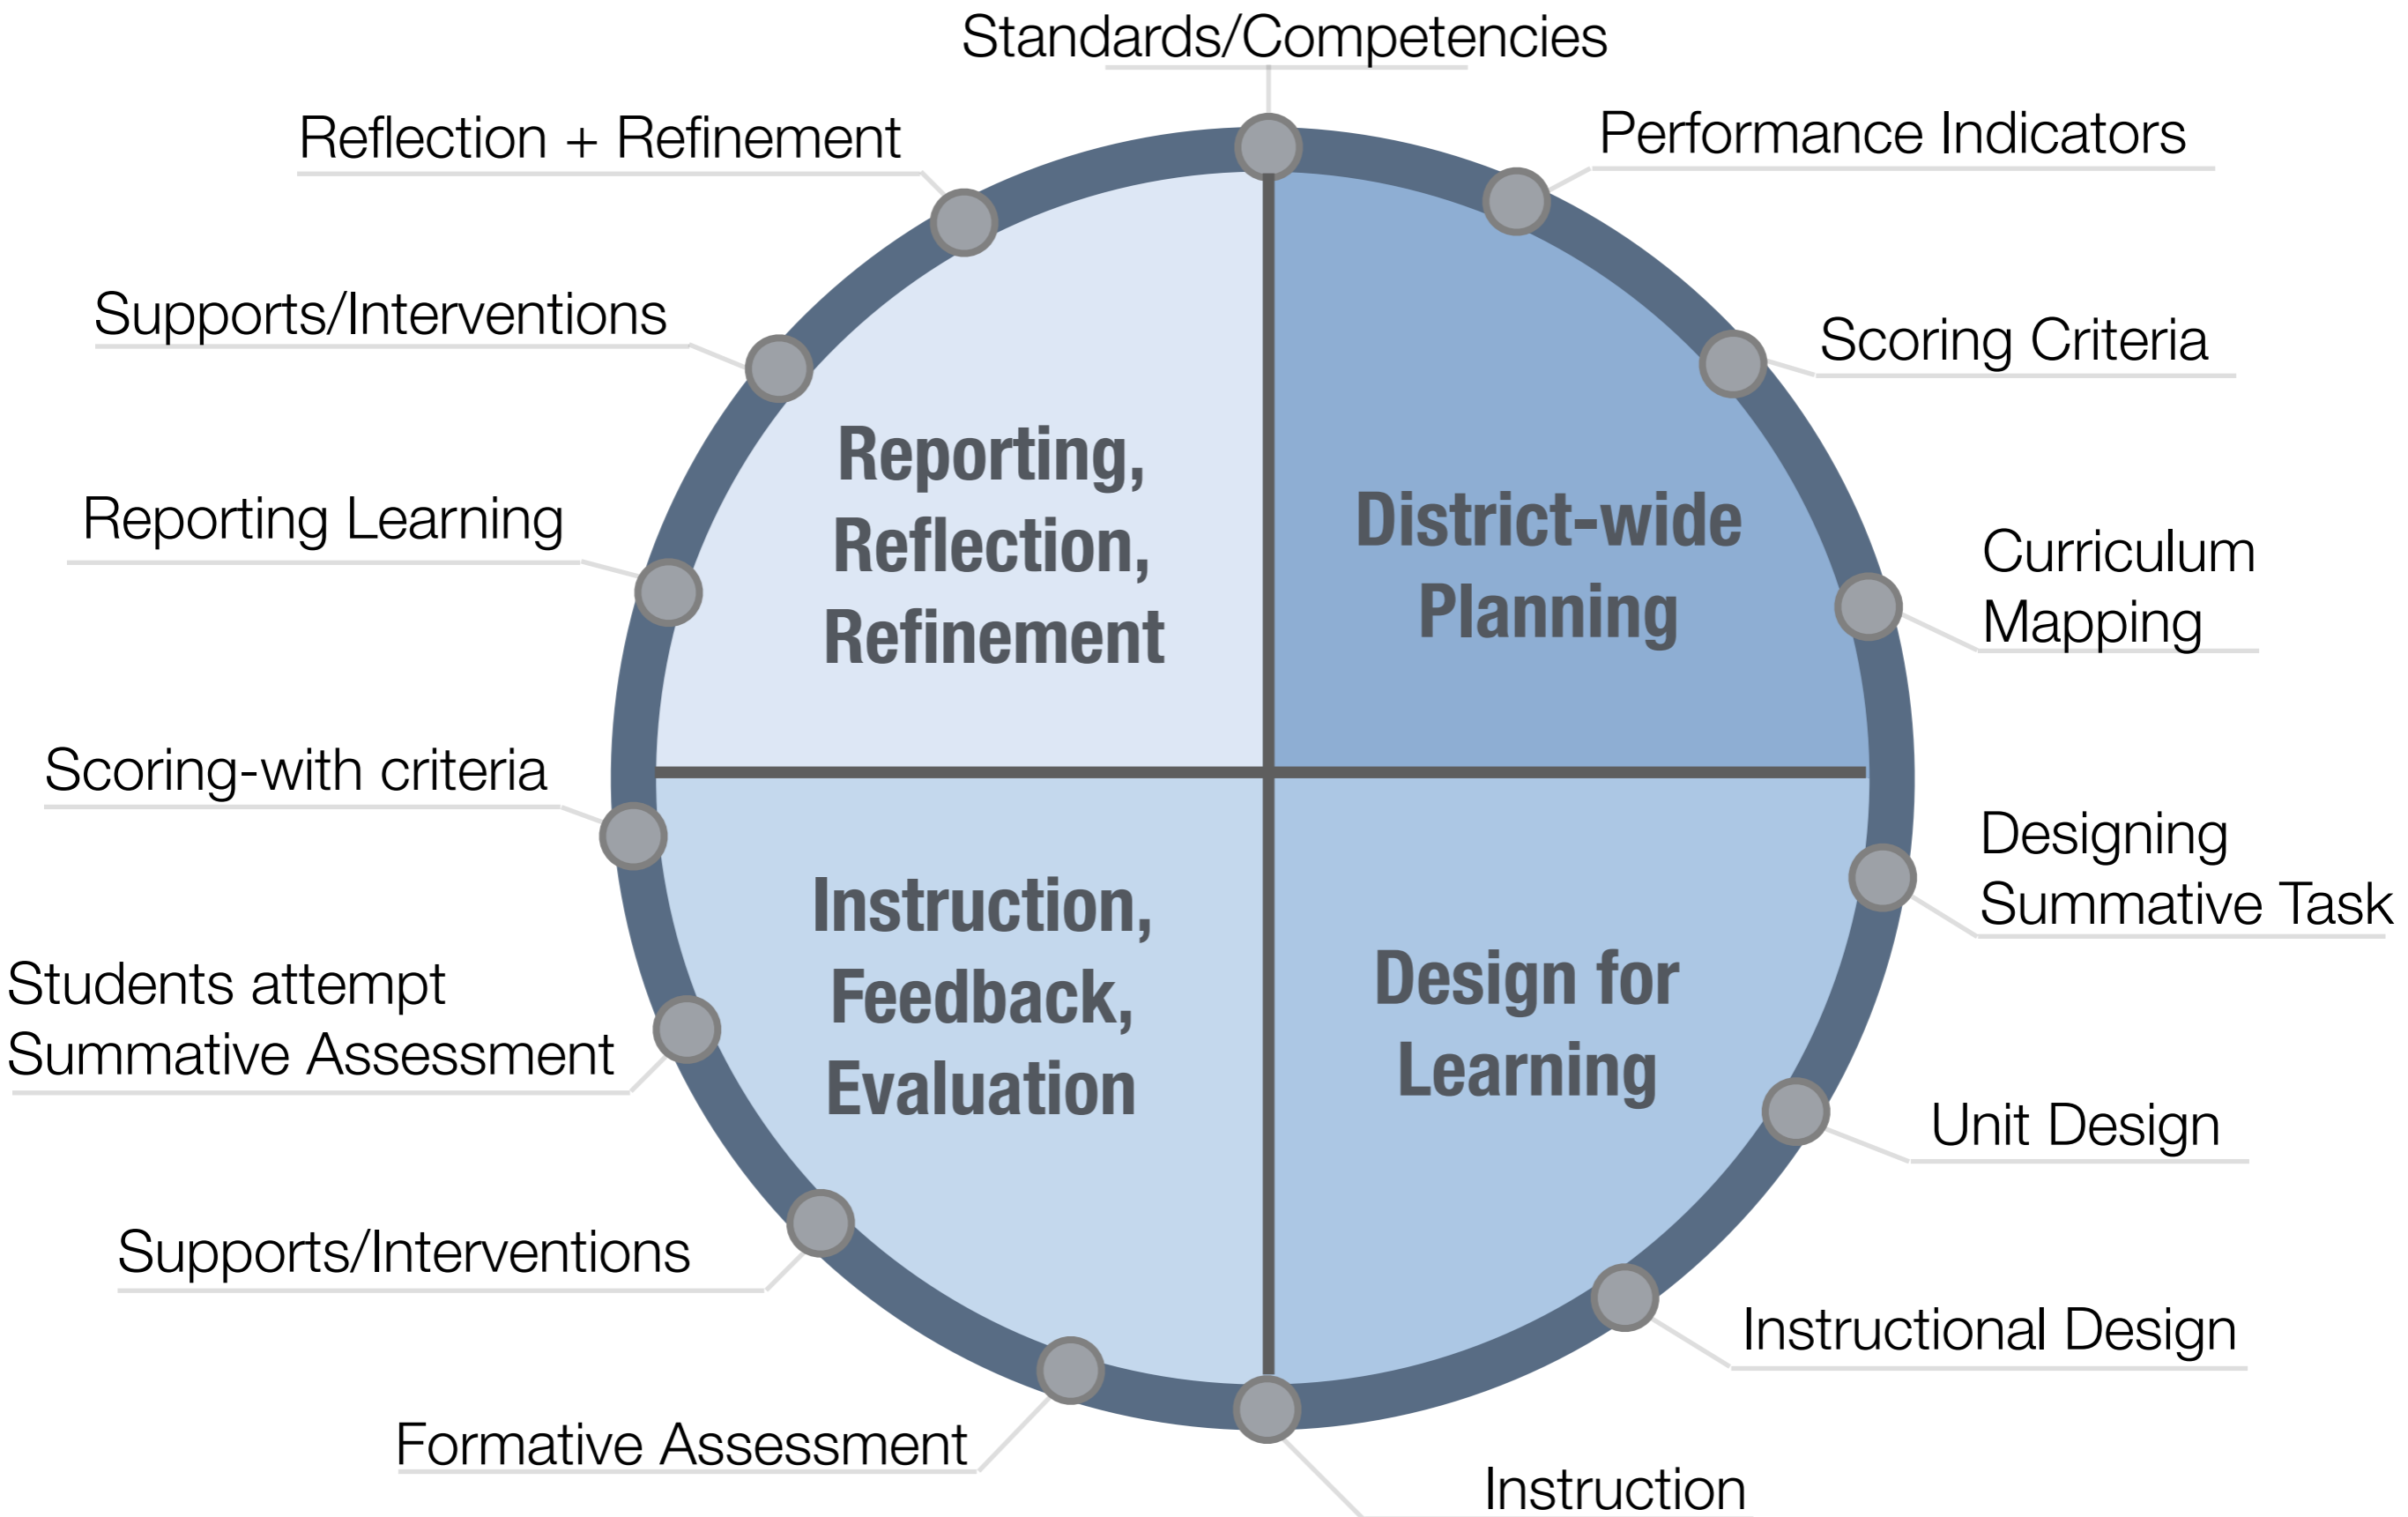 Standards/Competencies
Performance Indicators
Scoring Criteria
Curriculum
Mapping
Designing
Summative Task
Unit Design
Instructional Design
Instruction
Formative Assessment
Supports/Interventions
Students attempt
Summative Assessment
Scoring-with criteria
Reporting Learning
Supports/Interventions
Reflection + Refinement
Reporting,
Reflection,
Refinement
District-wide
Planning
Instruction,
Feedback,
Evaluation
Design for
Learning